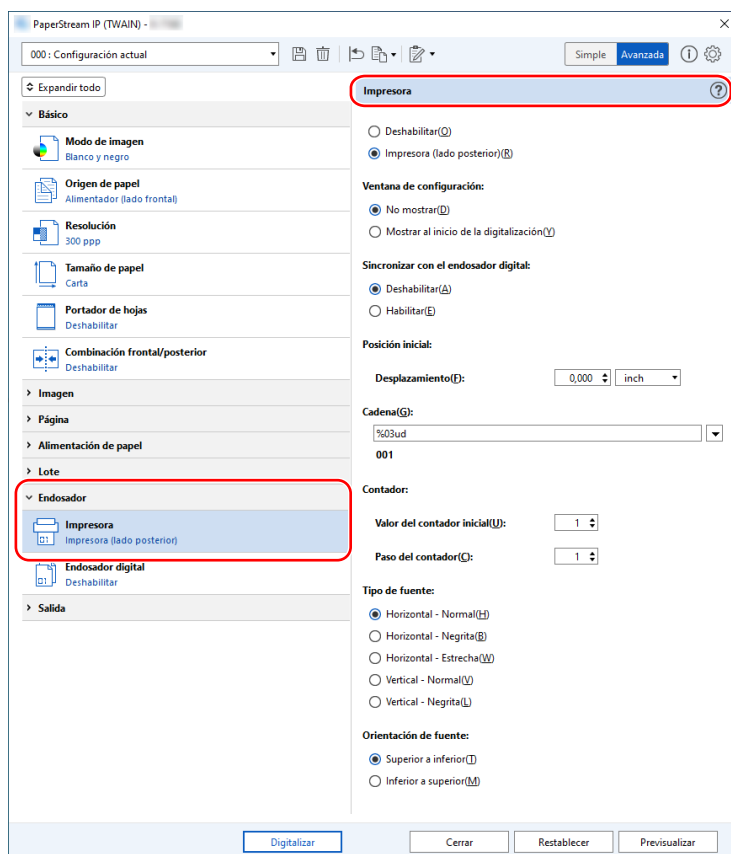 PaperStream IP (TWAIN) -
000 : Configuración actual
Simple
Avanzada
Expandir todo
Básico
Modo de imagen
Blanco y negro
Origen de papel
Alimentador (lado frontal)
Resolución
300 ppp
Tamaño de papel
Carta
Portador de hojas
Deshabilitar
Combinación frontal/posterior
Deshabilitar
Imagen
Página
Alimentación de papel
Lote
Endosador
Impresora
Impresora (lado posterior)
Endosador digital
Deshabilitar
Salida
Impresora
Deshabilitar(O)
Impresora (lado posterior)(R)
Ventana de configuración:
No mostrar(D)
Mostrar al inicio de la digitalización(Y)
Sincronizar con el endosador digital:
Deshabilitar(A)
Habilitar(E)
Posición inicial:
Desplazamiento(F): 0,000 inch
Cadena(G):
%03ud
001
Contador:
Valor del contador inicial(U): 1
Paso del contador(C): 1
Tipo de fuente:
Horizontal - Normal(H)
Horizontal - Negrita(B)
Horizontal - Estrecha(W)
Vertical - Normal(V)
Vertical - Negrita(L)
Orientación de fuente:
Superior a inferior(T)
Inferior a superior(M)
Digitalizar
Cerrar
Restablecer
Previsualizar